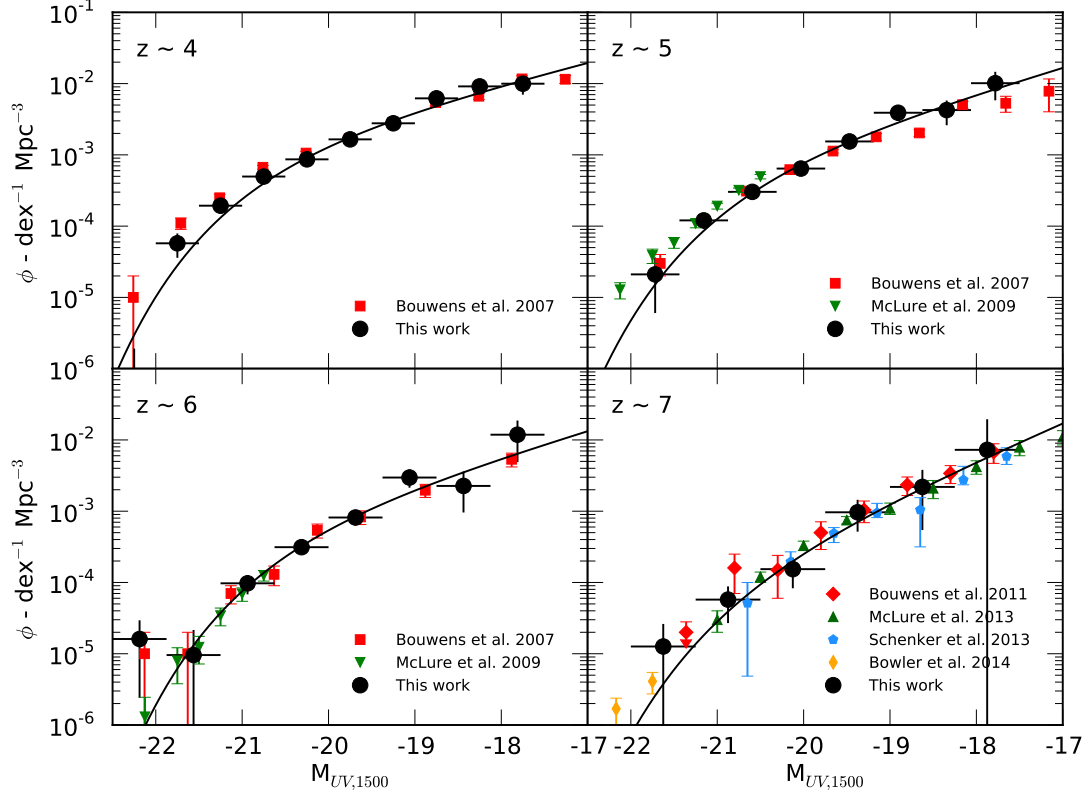 10⁻¹
10⁻²
10⁻³
10⁻⁴
10⁻⁵
10⁻⁶
ϕ - dex⁻¹ Mpc⁻³
z ~ 4
Bouwens et al. 2007
This work
z ~ 5
Bouwens et al. 2007
McLure et al. 2009
This work
10⁻²
10⁻³
10⁻⁴
10⁻⁵
10⁻⁶
ϕ - dex⁻¹ Mpc⁻³
z ~ 6
Bouwens et al. 2007
McLure et al. 2009
This work
z ~ 7
Bouwens et al. 2011
McLure et al. 2013
Schenker et al. 2013
Bowler et al. 2014
This work
-22 -21 -20 -19 -18 -17
-22 -21 -20 -19 -18 -17
M_{UV,1500}
M_{UV,1500}